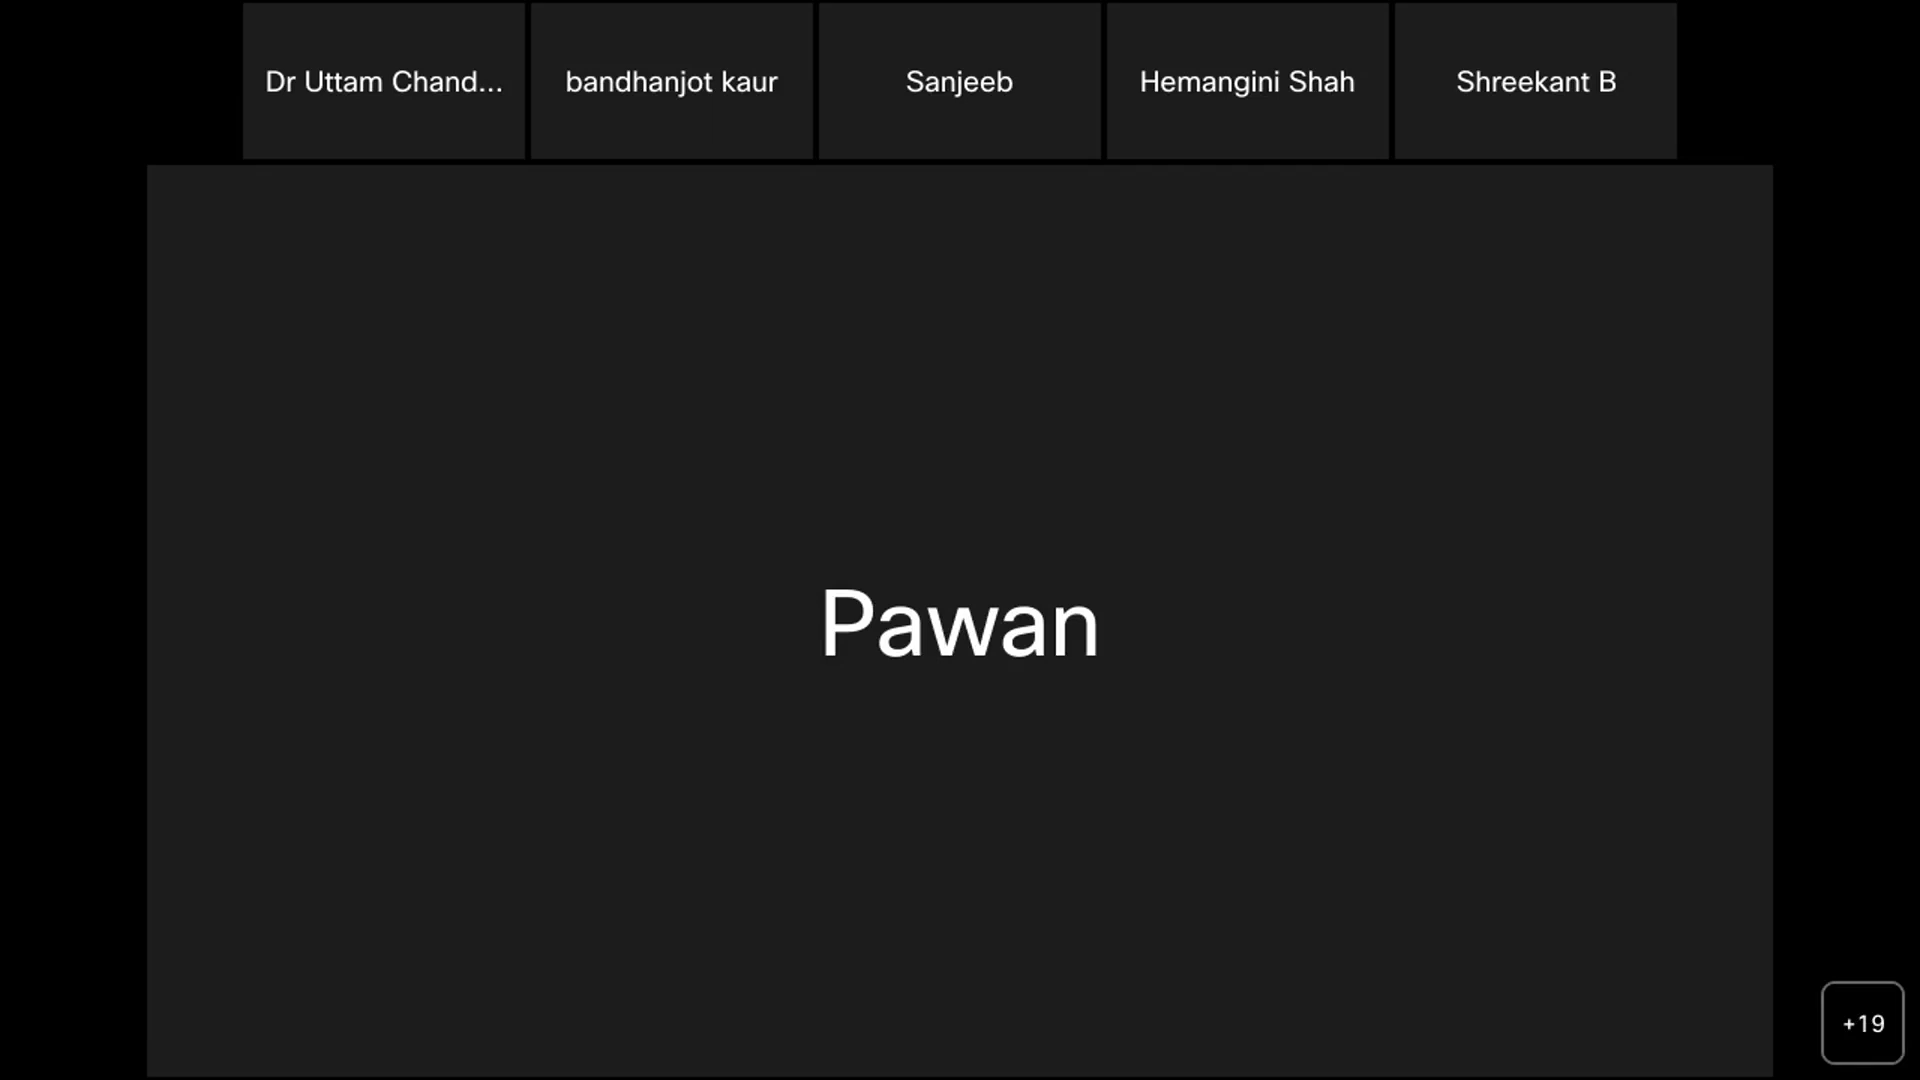 Dr Uttam Chand...
bandhanjot kaur
Sanjeeb
Hemangini Shah
Shreekant B
Pawan
+19